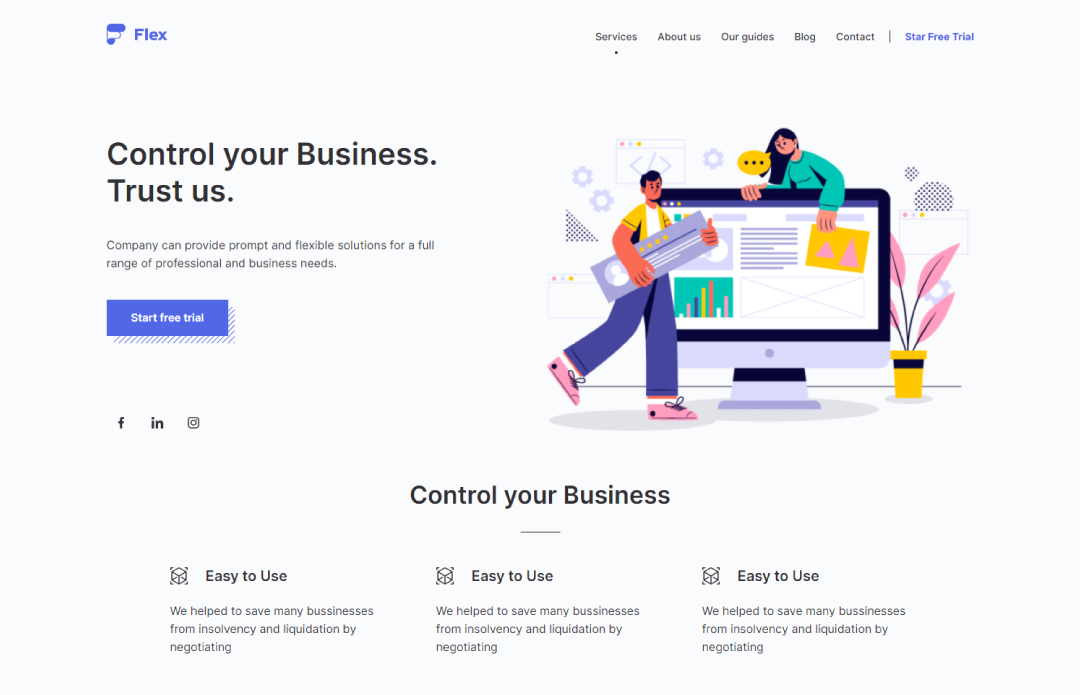 Flex
Services About us Our guides Blog Contact | Star Free Trial
Control your Business.
Trust us.
Company can provide prompt and flexible solutions for a full
range of professional and business needs.
Start free trial
Control your Business
Easy to Use
We helped to save many bussinesses
from insolvency and liquidation by
negotiating
Easy to Use
We helped to save many bussinesses
from insolvency and liquidation by
negotiating
Easy to Use
We helped to save many bussinesses
from insolvency and liquidation by
negotiating